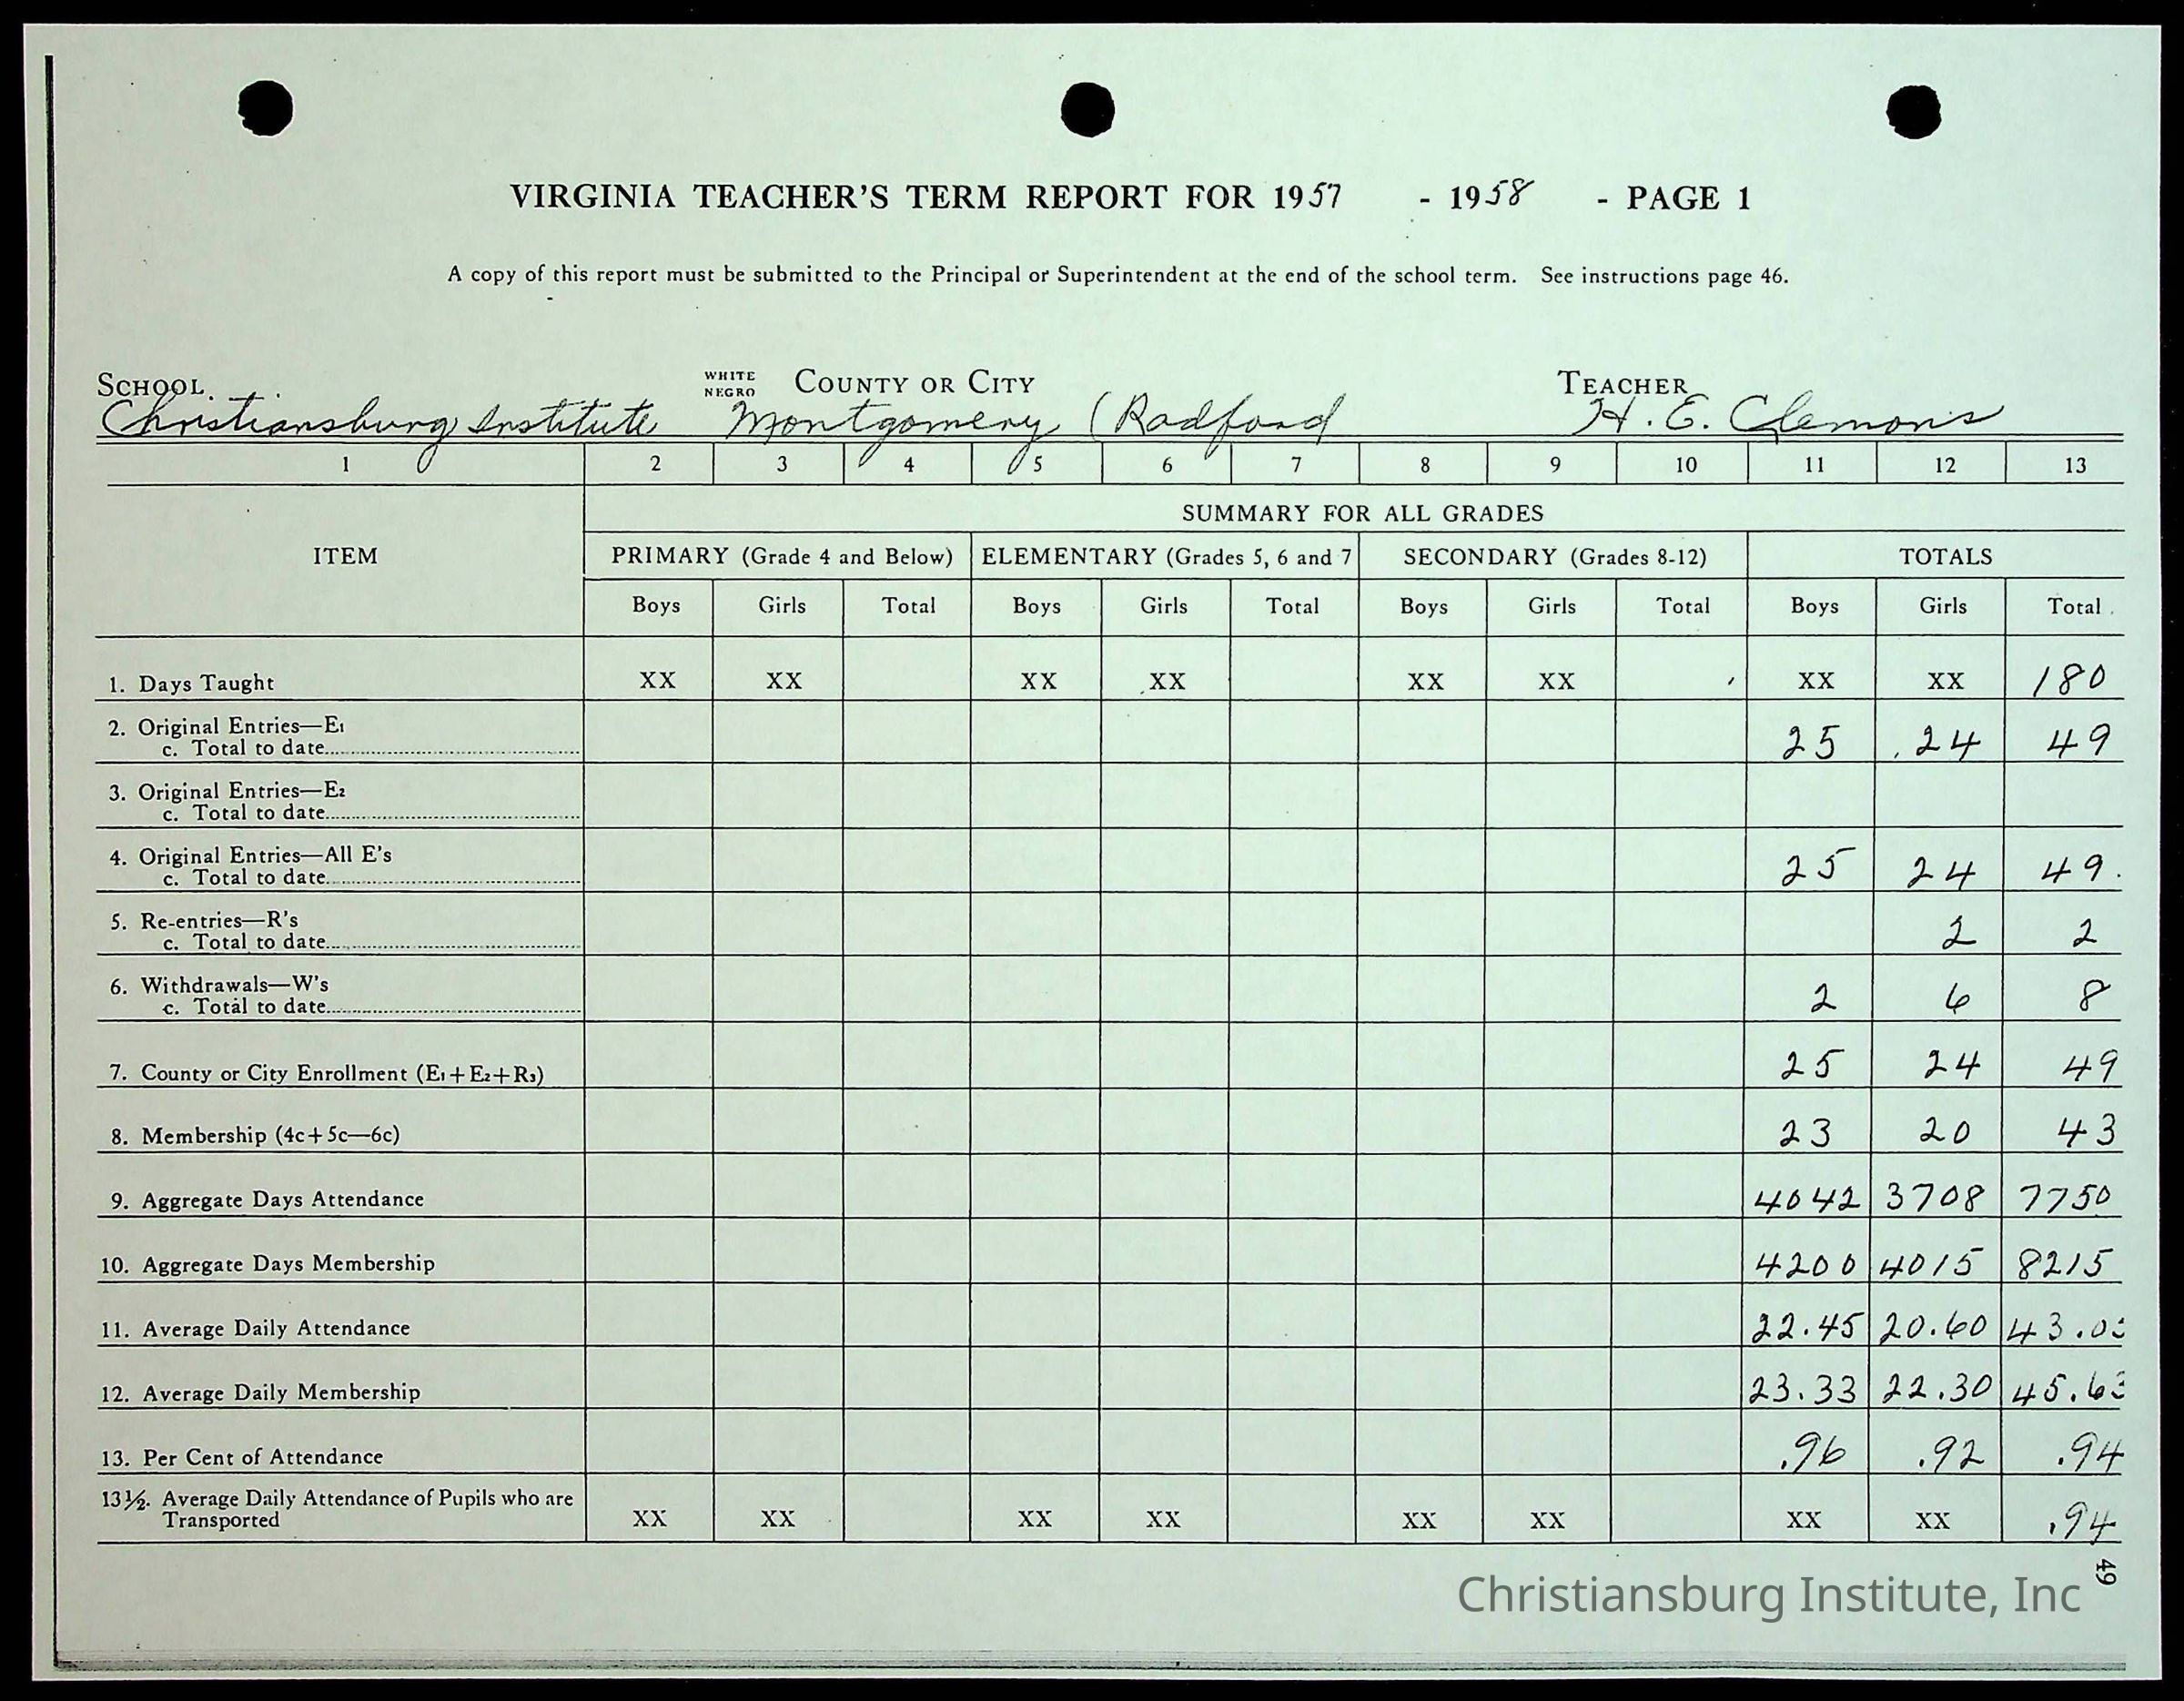 VIRGINIA TEACHER'S TERM REPORT FOR 1957 - 1958 - PAGE 1
A copy of this report must be submitted to the Principal or Superintendent at the end of the school term. See instructions page 46.
SCHOOL WHITE NEGRO COUNTY OR CITY TEACHER
Christiansburg Institute Montgomery (Radford H. E. Clemons
1 2 3 4 5 6 7 8 9 10 11 12 13
SUMMARY FOR ALL GRADES
ITEM PRIMARY (Grade 4 and Below) ELEMENTARY (Grades 5, 6 and 7 SECONDARY (Grades 8-12) TOTALS
Boys Girls Total Boys Girls Total Boys Girls Total Boys Girls Total
1. Days Taught XX XX XX XX XX XX XX XX 180
2. Original Entries—E1
c. Total to date 25 24 49
3. Original Entries—E2
c. Total to date
4. Original Entries—All E's
c. Total to date 25 24 49.
5. Re-entries—R's
c. Total to date 2 2
6. Withdrawals—W's
c. Total to date 2 6 8
7. County or City Enrollment (E1+E2+R3) 25 24 49
8. Membership (4c+5c—6c) 23 20 43
9. Aggregate Days Attendance 4042 3708 7750
10. Aggregate Days Membership 4200 4015 8215
11. Average Daily Attendance 22.45 20.60 43.0
12. Average Daily Membership 23.33 22.30 45.63
13. Per Cent of Attendance .96 .92 .94
13½. Average Daily Attendance of Pupils who are
Transported XX XX XX XX XX XX XX XX .94
49
Christiansburg Institute, Inc